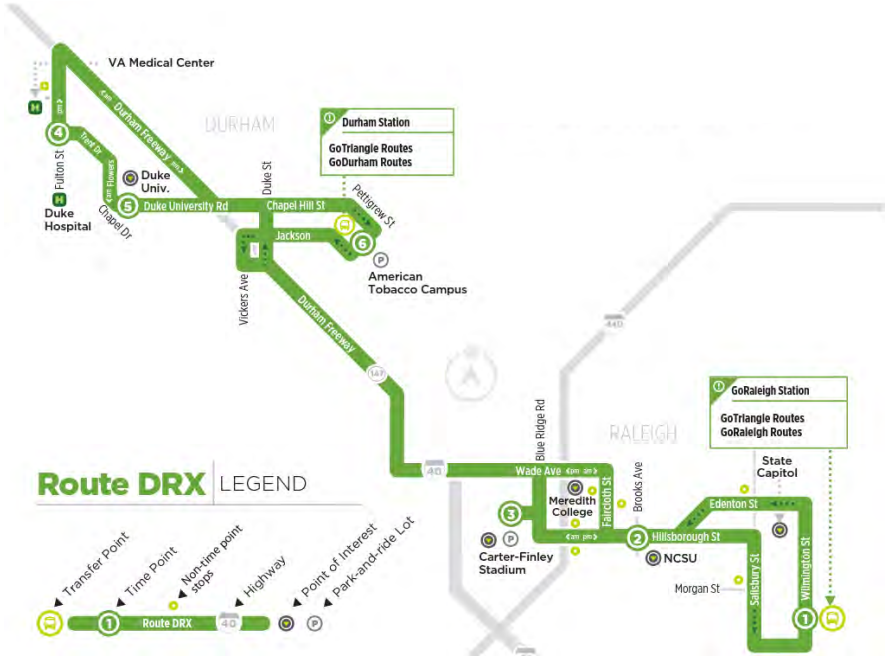 VA Medical Center
H
pm >
< am Durham Freeway pm >
DURHAM
Durham Station
GoTriangle Routes
GoDurham Routes
4
Trent Dr
Fulton St
H
Duke
Hospital
< am Flowers
Chapel Dr
Duke
Univ.
5
Duke University Rd
Duke St
Chapel Hill St
Pettigrew St
Jackson
6
P
American
Tobacco Campus
Vickers Ave
Durham Freeway
147
440
Blue Ridge Rd
RALEIGH
GoRaleigh Station
GoTriangle Routes
GoRaleigh Routes
40
Wade Ave <pm am>
Faircloth St
Brooks Ave
State
Capitol
Meredith
College
Edenton St
3
<am pm>
2
Hillsborough St
P
Carter-Finley
Stadium
NCSU
Morgan St
Salisbury St
Wilmington St
1
Route DRX LEGEND
Transfer Point
Time Point
Non-time point
stops
Highway
Point of Interest
Park-and-ride Lot
1
Route DRX
40
P